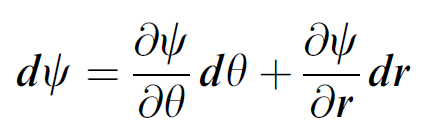 dψ = ∂ψ/∂θ dθ + ∂ψ/∂r dr